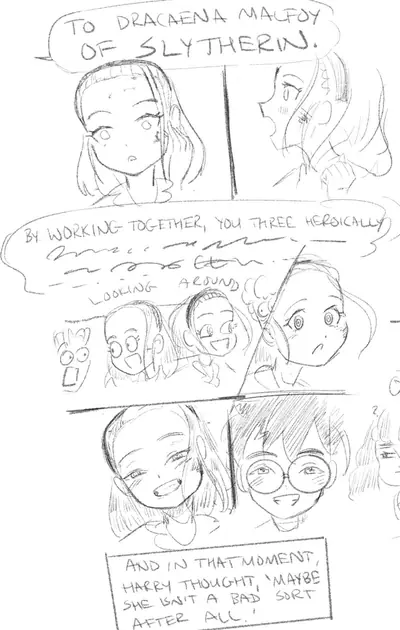 TO DRACAENA MALFOY
OF SLYTHERIN.
BY WORKING TOGETHER, YOU THREE HEROICALLY
LOOKING AROUND
AND IN THAT MOMENT,
HARRY THOUGHT, 'MAYBE
SHE ISN'T A BAD SORT
AFTER ALL.'